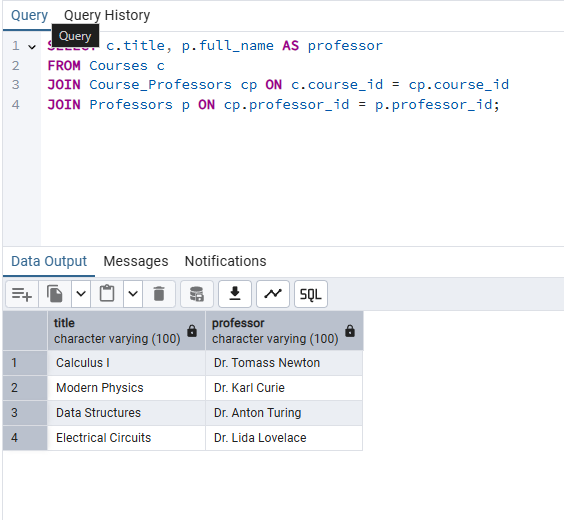 Query Query History
Query
1 c.title, p.full_name AS professor
2 FROM Courses c
3 JOIN Course_Professors cp ON c.course_id = cp.course_id
4 JOIN Professors p ON cp.professor_id = p.professor_id;
Data Output Messages Notifications
SQL
title professor
character varying (100) character varying (100)
1 Calculus I Dr. Tomass Newton
2 Modern Physics Dr. Karl Curie
3 Data Structures Dr. Anton Turing
4 Electrical Circuits Dr. Lida Lovelace